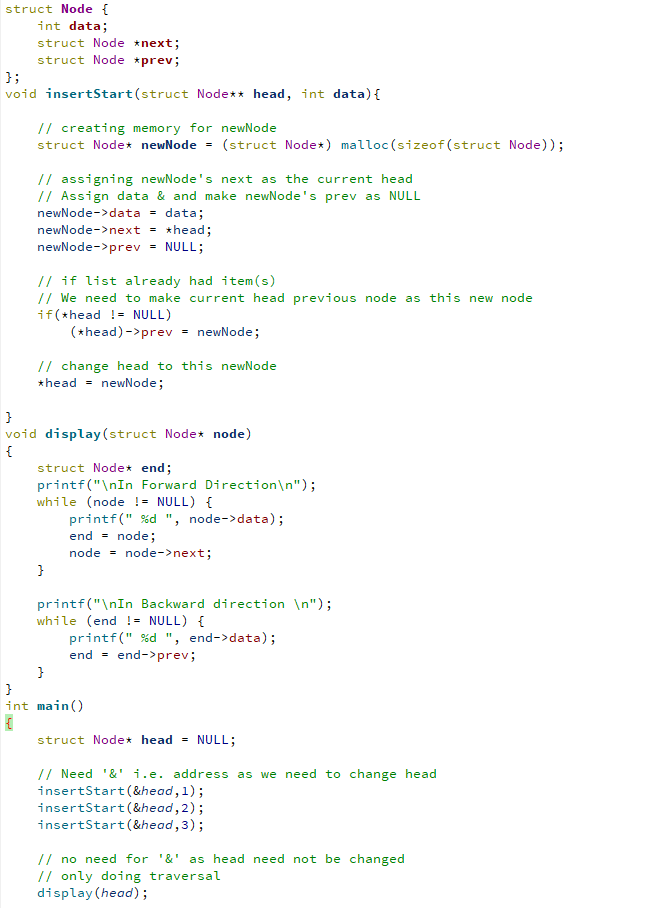 struct Node {
    int data;
    struct Node *next;
    struct Node *prev;
};
void insertStart(struct Node** head, int data){

    // creating memory for newNode
    struct Node* newNode = (struct Node*) malloc(sizeof(struct Node));

    // assigning newNode's next as the current head
    // Assign data & and make newNode's prev as NULL
    newNode->data = data;
    newNode->next = *head;
    newNode->prev = NULL;

    // if list already had item(s)
    // We need to make current head previous node as this new node
    if(*head != NULL)
        (*head)->prev = newNode;

    // change head to this newNode
    *head = newNode;

}
void display(struct Node* node)
{
    struct Node* end;
    printf("\nIn Forward Direction\n");
    while (node != NULL) {
        printf(" %d ", node->data);
        end = node;
        node = node->next;
    }

    printf("\nIn Backward direction \n");
    while (end != NULL) {
        printf(" %d ", end->data);
        end = end->prev;
    }
}
int main()
{
    struct Node* head = NULL;

    // Need '&' i.e. address as we need to change head
    insertStart(&head,1);
    insertStart(&head,2);
    insertStart(&head,3);

    // no need for '&' as head need not be changed
    // only doing traversal
    display(head);